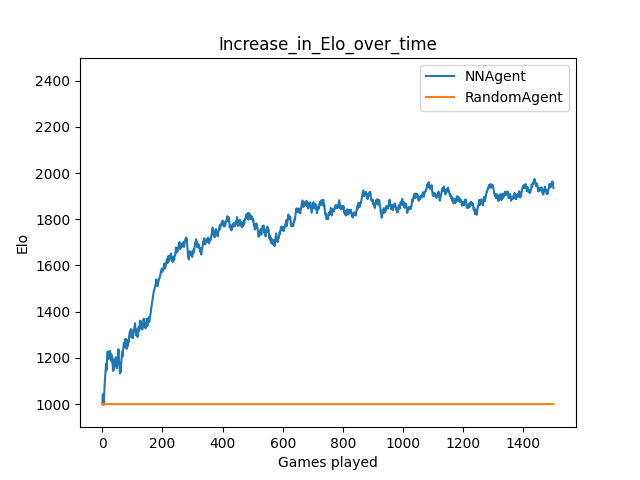 Increase_in_Elo_over_time
NNAgent
RandomAgent
2400
2200
2000
1800
1600
1400
1200
1000
Elo
0 200 400 600 800 1000 1200 1400
Games played